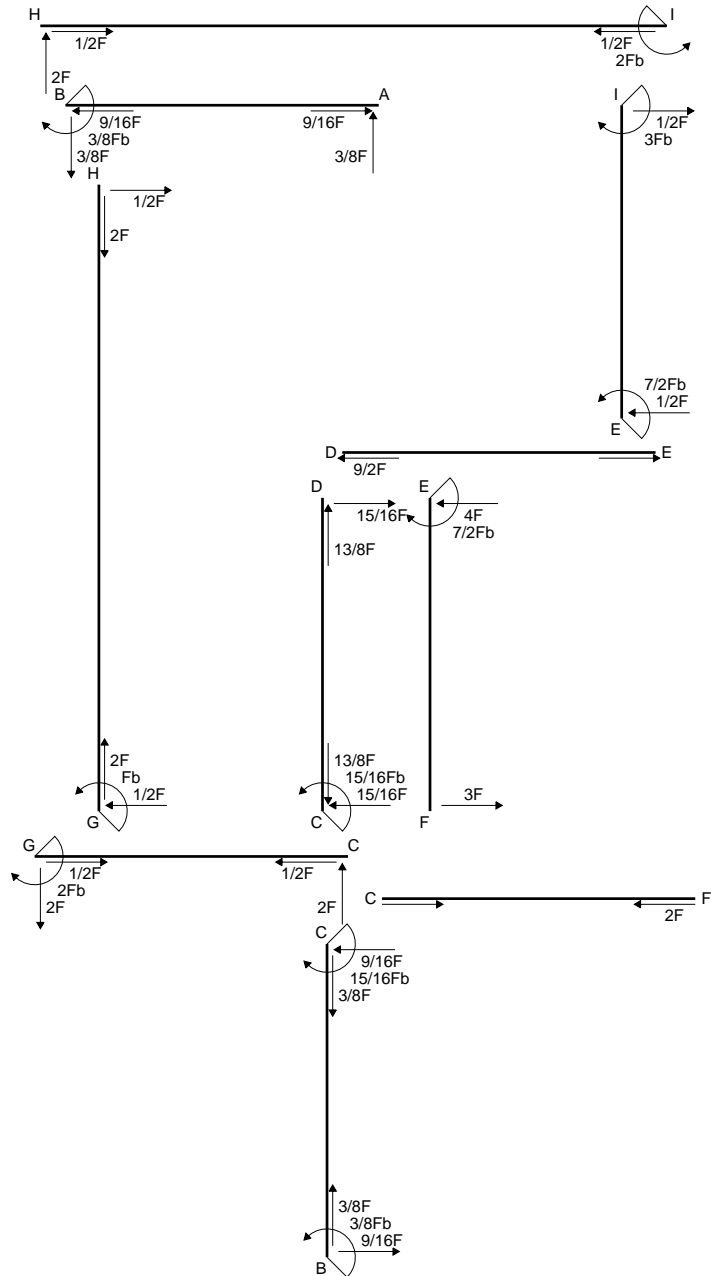 H I
1/2F 1/2F
2F 2Fb
B A I
9/16F 9/16F 1/2F
3/8Fb 3Fb
3/8F 3/8F
H
1/2F
2F
7/2Fb
1/2F
E
D E
9/2F
D E
15/16F 4F
7/2Fb
13/8F
2F 13/8F
Fb 15/16Fb
1/2F 15/16F 3F
G C F
G C
1/2F 1/2F
2Fb
2F 2F
C F
2F
C
9/16F
15/16Fb
3/8F
3/8F
3/8Fb
9/16F
B